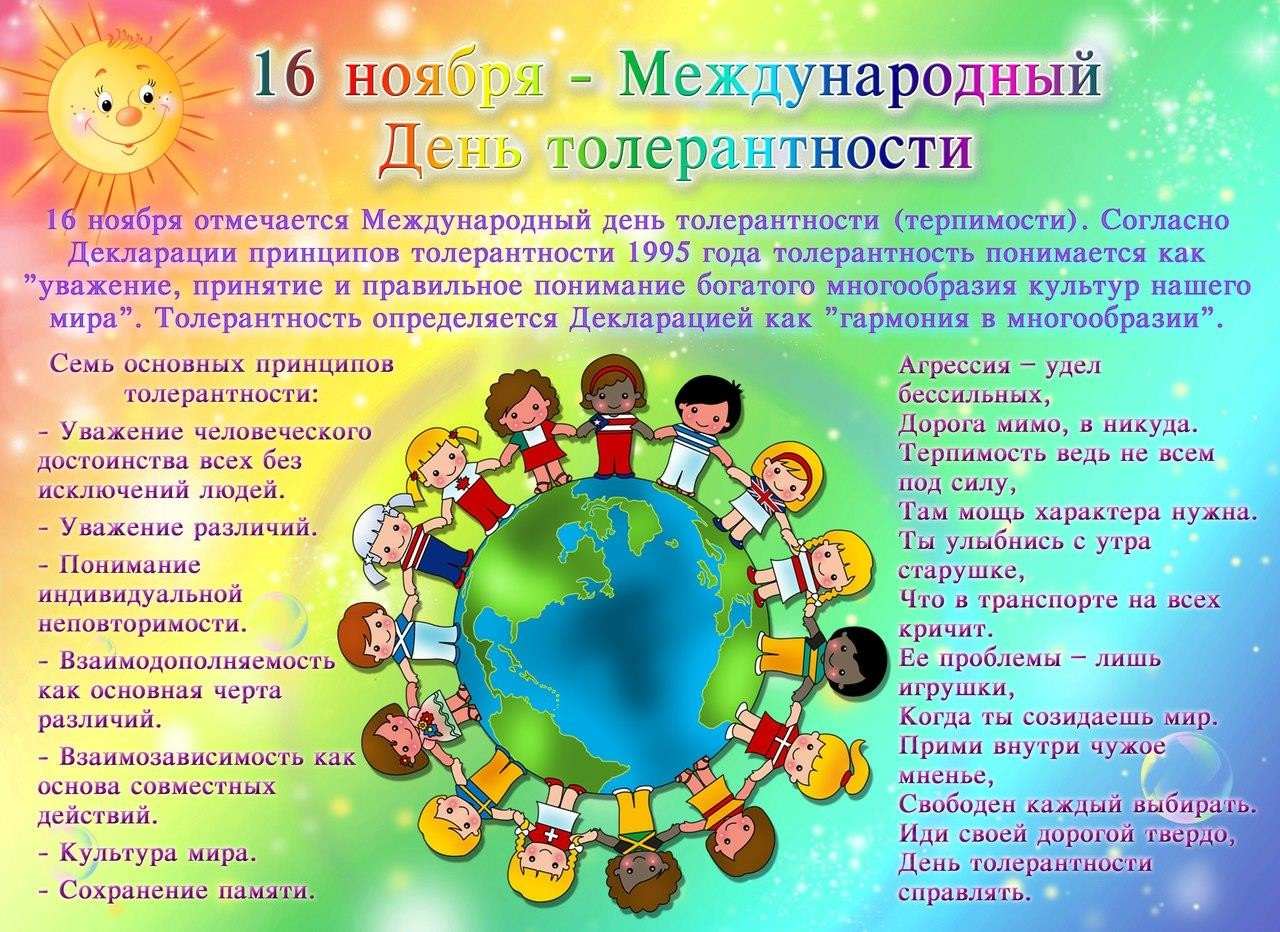 16 ноября - Международный
День толерантности
16 ноября отмечается Международный день толерантности (терпимости). Согласно
Декларации принципов толерантности 1995 года толерантность понимается как
"уважение, принятие и правильное понимание богатого многообразия культур нашего
мира". Толерантность определяется Декларацией как "гармония в многообразии".
Семь основных принципов
толерантности:
- Уважение человеческого
достоинства всех без
исключений людей.
- Уважение различий.
- Понимание
индивидуальной
неповторимости.
- Взаимодополняемость
как основная черта
различий.
- Взаимозависимость как
основа совместных
действий.
- Культура мира.
- Сохранение памяти.
Агрессия – удел
бессильных,
Дорога мимо, в никуда.
Терпимость ведь не всем
под силу,
Там мощь характера нужна.
Ты улыбнись с утра
старушке,
Что в транспорте на всех
кричит.
Ее проблемы – лишь
игрушки,
Когда ты созидаешь мир.
Прими внутри чужое
мненье,
Свободен каждый выбирать.
Иди своей дорогой твердо,
День толерантности
справлять.